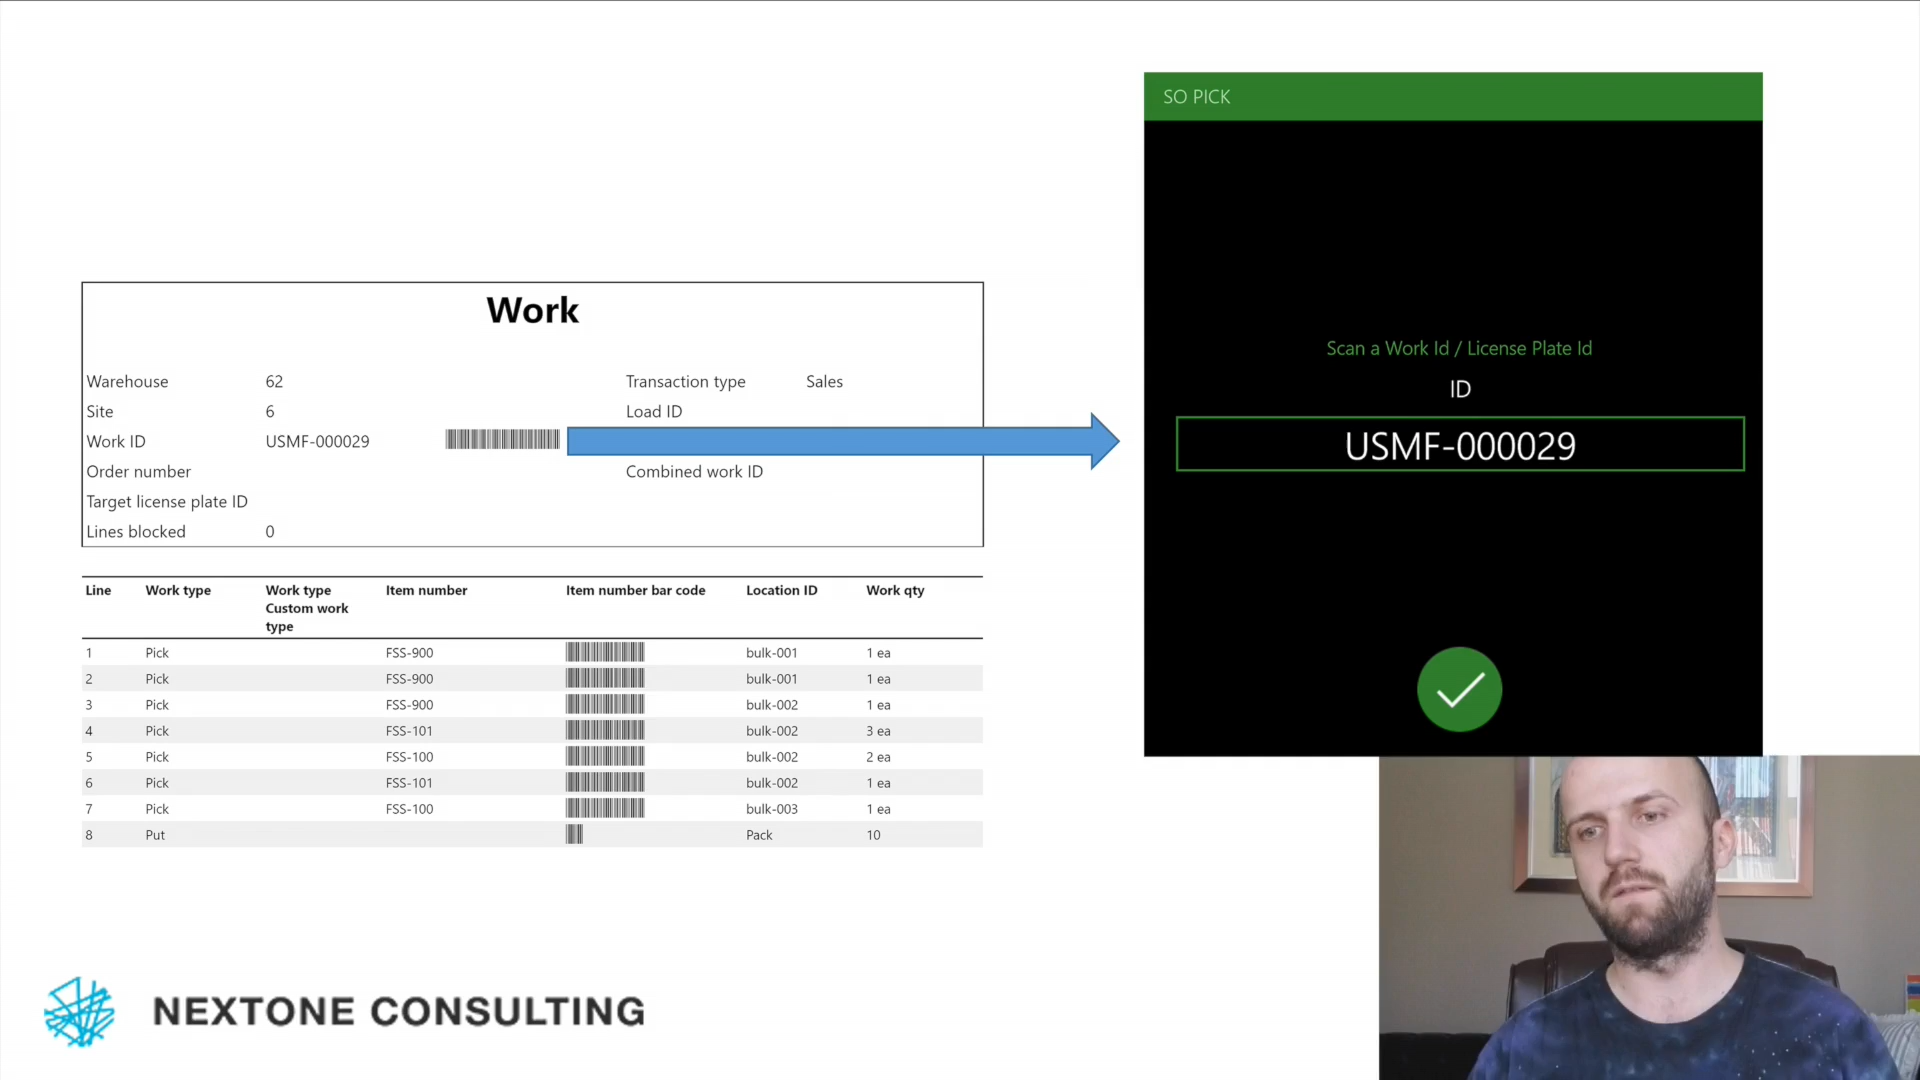 SO PICK
Scan a Work Id / License Plate Id
ID
USMF-000029
Work
Warehouse 62 Transaction type Sales
Site 6 Load ID
Work ID USMF-000029
Order number Combined work ID
Target license plate ID
Lines blocked 0
Line Work type Work type Custom work type Item number Item number bar code Location ID Work qty
1 Pick FSS-900 bulk-001 1 ea
2 Pick FSS-900 bulk-001 1 ea
3 Pick FSS-900 bulk-002 1 ea
4 Pick FSS-101 bulk-002 3 ea
5 Pick FSS-100 bulk-002 2 ea
6 Pick FSS-101 bulk-002 1 ea
7 Pick FSS-100 bulk-003 1 ea
8 Put Pack 10
NEXTONE CONSULTING